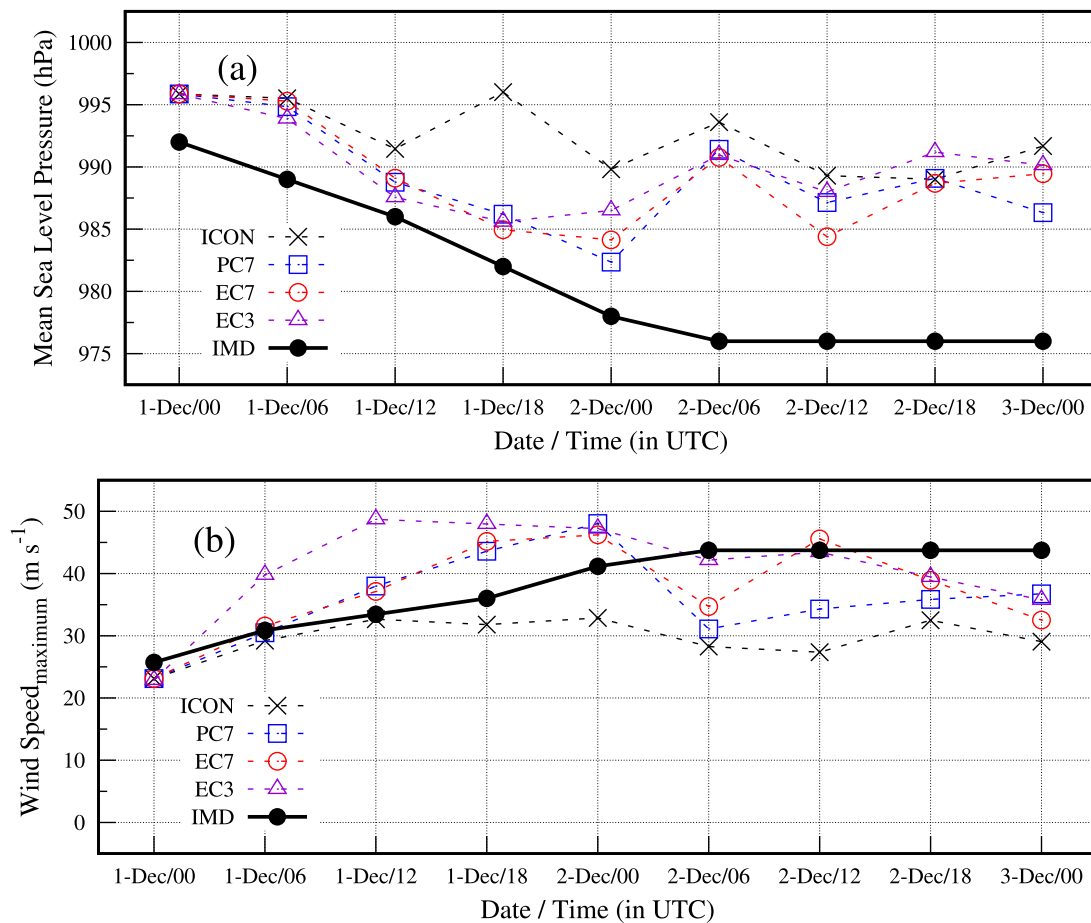 (a)
Mean Sea Level Pressure (hPa)
1000
995
990
985
980
975
ICON
PC7
EC7
EC3
IMD
1-Dec/00 1-Dec/06 1-Dec/12 1-Dec/18 2-Dec/00 2-Dec/06 2-Dec/12 2-Dec/18 3-Dec/00
Date / Time (in UTC)
(b)
Wind Speedmaximum (m s-1)
50
40
30
20
10
0
ICON
PC7
EC7
EC3
IMD
1-Dec/00 1-Dec/06 1-Dec/12 1-Dec/18 2-Dec/00 2-Dec/06 2-Dec/12 2-Dec/18 3-Dec/00
Date / Time (in UTC)